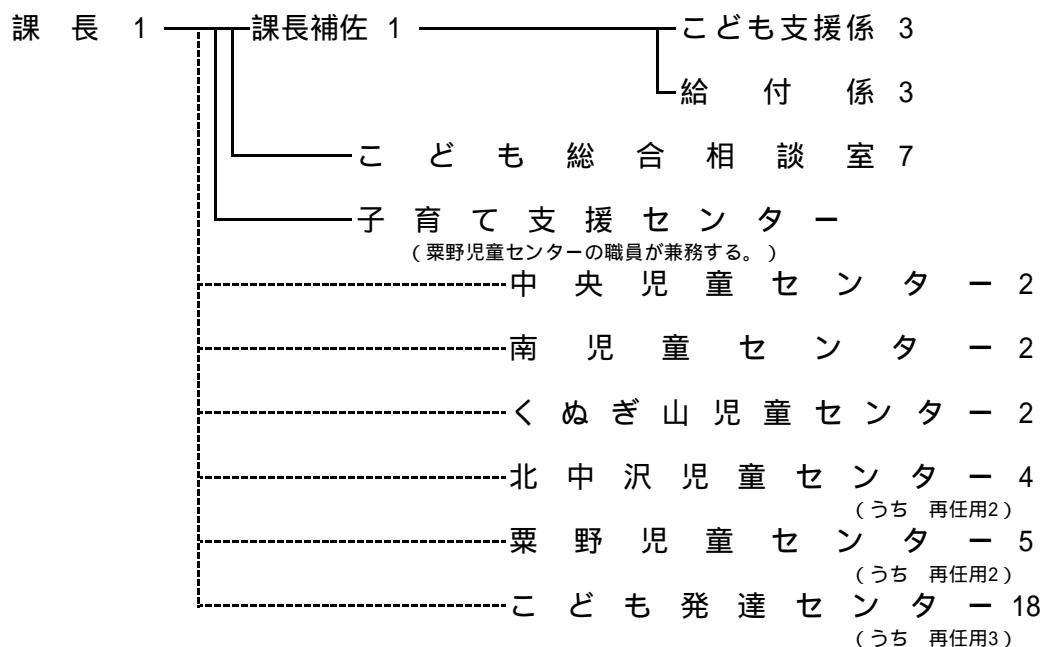 課長 1 課長補佐 1 こども支援係 3
給付係 3
こども総合相談室 7
子育て支援センター
(粟野児童センターの職員が兼務する。)
中央児童センター 2
南児童センター 2
くぬぎ山児童センター 2
北中沢児童センター 4
(うち 再任用2)
粟野児童センター 5
(うち 再任用2)
こども発達センター 18
(うち 再任用3)